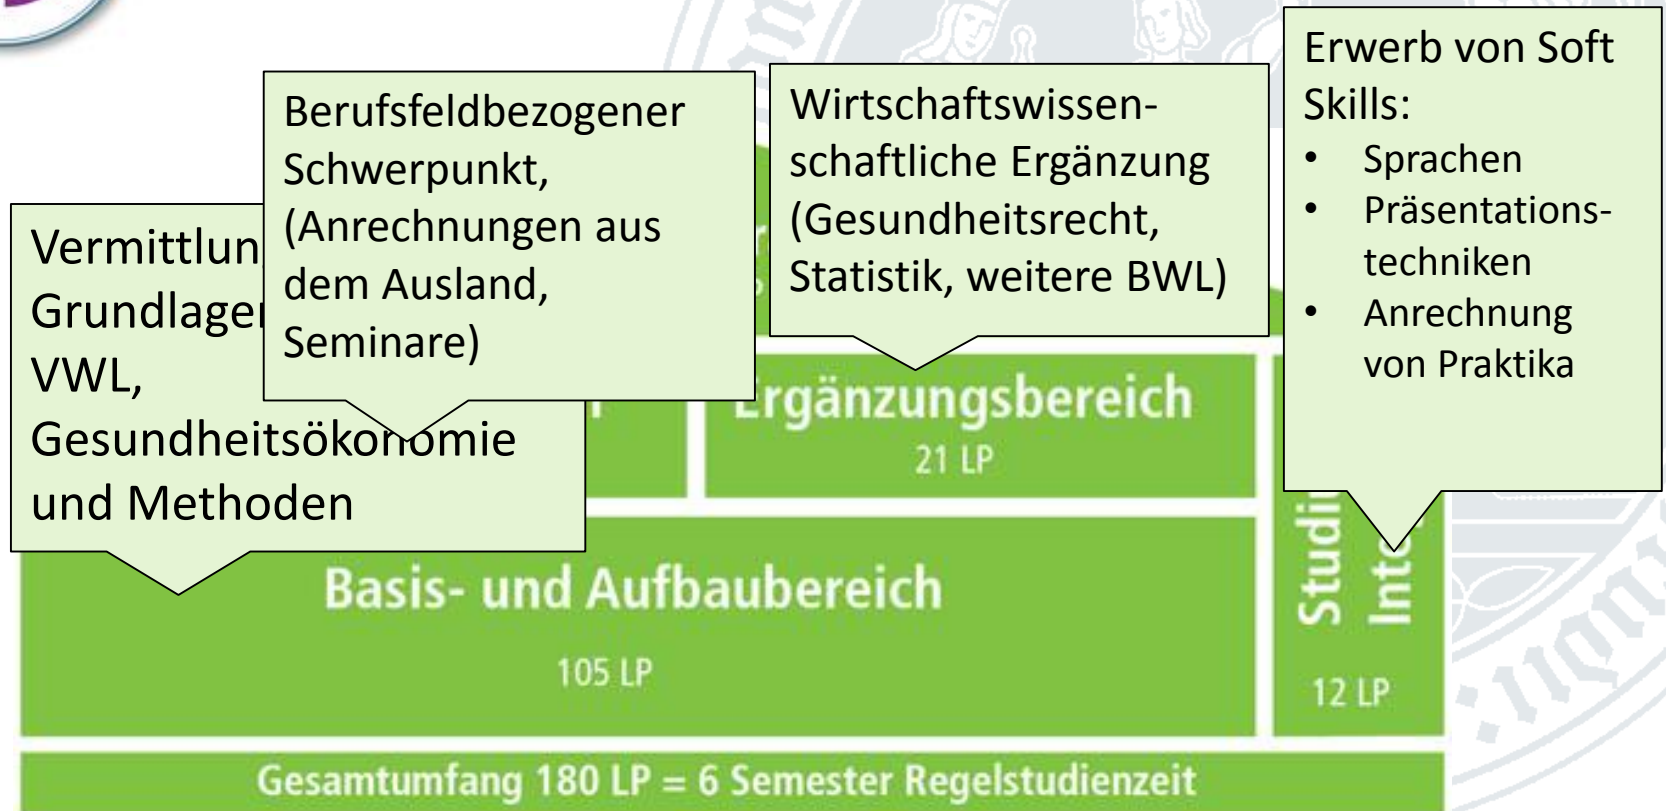 Berufsfeldbezogener
Schwerpunkt,
(Anrechnungen aus
dem Ausland,
Seminare)
Wirtschaftswissen-
schaftliche Ergänzung
(Gesundheitsrecht,
Statistik, weitere BWL)
Erwerb von Soft
Skills:
• Sprachen
• Präsentations-
techniken
• Anrechnung
von Praktika
VWL,
Gesundheitsökonomie
und Methoden
Ergänzungsbereich
21 LP
Basis- und Aufbaubereich
105 LP
12 LP
Gesamtumfang 180 LP = 6 Semester Regelstudienzeit